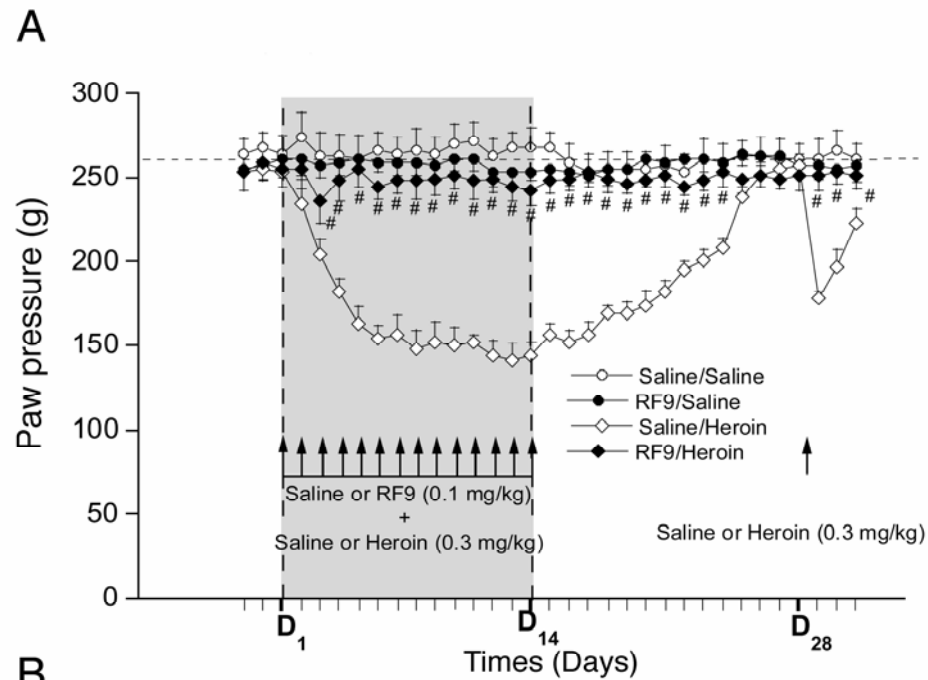 A
Paw pressure (g)
300
250
200
150
100
50
0
# # # # # # # # # # # # # # # # # # # # # # # # #
Saline/Saline
RF9/Saline
Saline/Heroin
RF9/Heroin
Saline or RF9 (0.1 mg/kg)
+
Saline or Heroin (0.3 mg/kg)
Saline or Heroin (0.3 mg/kg)
D1
D14
D28
Times (Days)
B